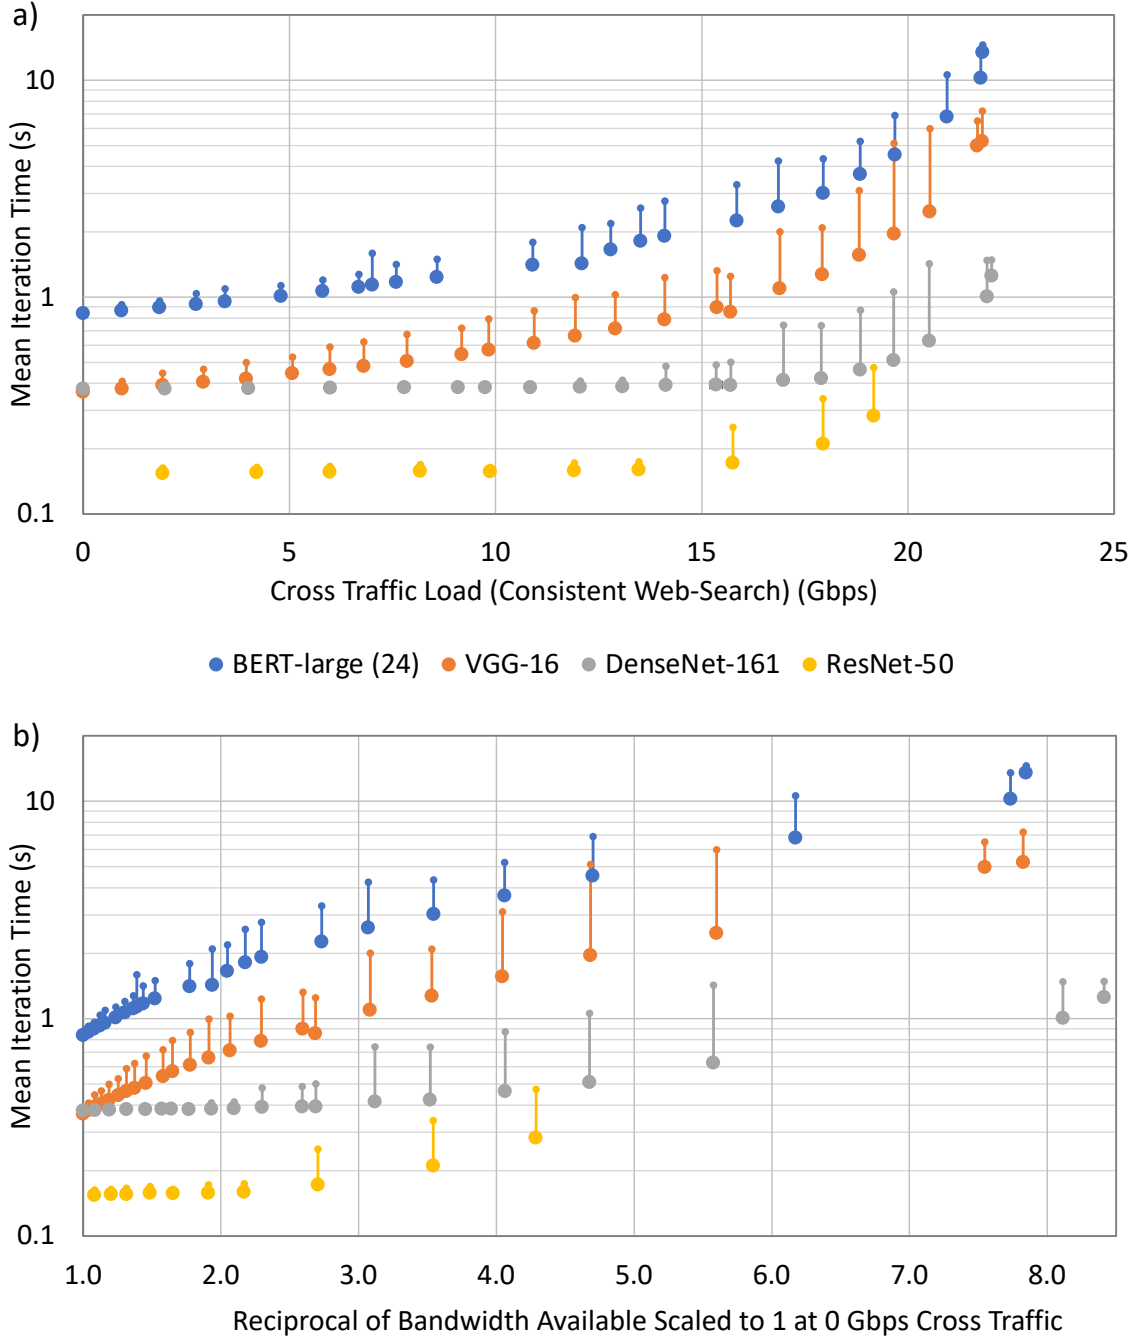 a)
10
1
0.1
Mean Iteration Time (s)
0 5 10 15 20 25
Cross Traffic Load (Consistent Web-Search) (Gbps)
BERT-large (24) VGG-16 DenseNet-161 ResNet-50
b)
10
1
0.1
Mean Iteration Time (s)
1.0 2.0 3.0 4.0 5.0 6.0 7.0 8.0
Reciprocal of Bandwidth Available Scaled to 1 at 0 Gbps Cross Traffic